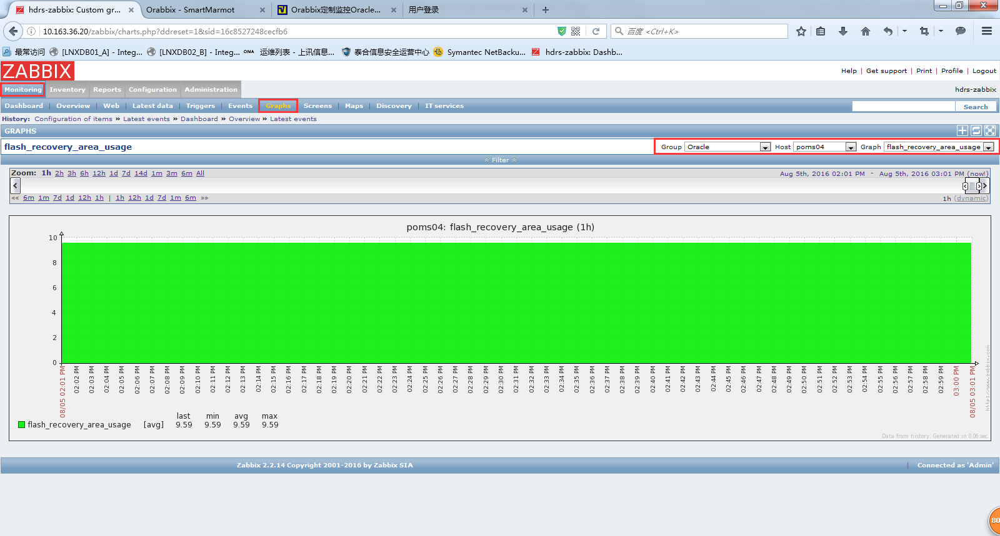 hdrs-zabbix: Custom gr...
Orabbix - SmartMarmot
Orabbix定制监控Oracle...
用户登录
10.163.36.20/zabbix/charts.php?ddreset=1&sid=16c8527248cecfb6
百度 <Ctrl+K>
最常访问 [LNXDB01_A] - Integ... [LNXDB02_B] - Integ... OMA 运维列表 - 上讯信息... 泰合信息安全运营中心 Symantec NetBacku... hdrs-zabbix: Dashb...
ZABBIX
Help | Get support | Print | Profile | Logout
Monitoring Inventory Reports Configuration Administration
hdrs-zabbix
Dashboard | Overview | Web | Latest data | Triggers | Events | Graphs | Screens | Maps | Discovery | IT services
Search
History: Configuration of items » Latest events » Dashboard » Overview » Latest events
GRAPHS
flash_recovery_area_usage
Group Oracle Host poms04 Graph flash_recovery_area_usage
Filter
Zoom: 1h 2h 3h 6h 12h 1d 7d 14d 1m 3m 6m All
Aug 5th, 2016 02:01 PM - Aug 5th, 2016 03:01 PM (now!)
«« 6m 1m 7d 1d 12h 1h | 1h 12h 1d 7d 1m 6m »»
1h (dynamic)
poms04: flash_recovery_area_usage (1h)
10
8
6
4
2
0
08/05 02:01 PM
02:02 PM
02:03 PM
02:04 PM
02:05 PM
02:06 PM
02:07 PM
02:08 PM
02:09 PM
02:10 PM
02:11 PM
02:12 PM
02:13 PM
02:14 PM
02:15 PM
02:16 PM
02:17 PM
02:18 PM
02:19 PM
02:20 PM
02:21 PM
02:22 PM
02:23 PM
02:24 PM
02:25 PM
02:26 PM
02:27 PM
02:28 PM
02:29 PM
02:30 PM
02:31 PM
02:32 PM
02:33 PM
02:34 PM
02:35 PM
02:36 PM
02:37 PM
02:38 PM
02:39 PM
02:40 PM
02:41 PM
02:42 PM
02:43 PM
02:44 PM
02:45 PM
02:46 PM
02:47 PM
02:48 PM
02:49 PM
02:50 PM
02:51 PM
02:52 PM
02:53 PM
02:54 PM
02:55 PM
02:56 PM
02:57 PM
02:58 PM
02:59 PM
03:00 PM
08/05 03:01 PM
http://www.zabbix.com
last min avg max
flash_recovery_area_usage [avg] 9.59 9.59 9.59 9.59
Data from history. Generated in 0.06 sec
Zabbix 2.2.14 Copyright 2001-2016 by Zabbix SIA
| Connected as 'Admin'
80